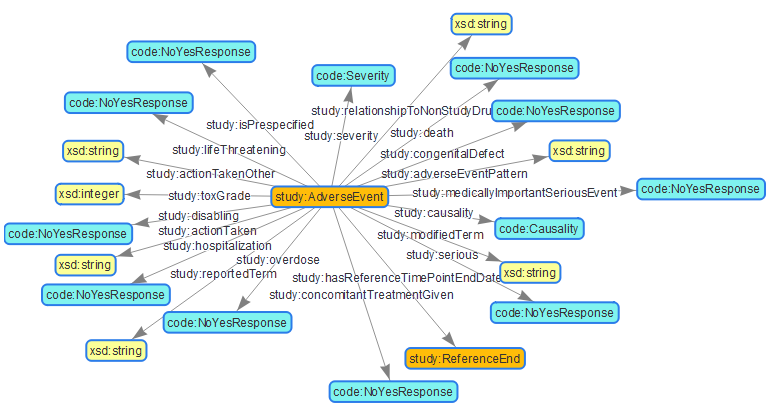 xsd:string
code:NoYesResponse
code:NoYesResponse
code:Severity
code:NoYesResponse
study:relationshipToNonStudyDru
code:NoYesResponse
study:isPrespecified
study:death
study:severity
study:lifeThreatening
xsd:string
study:congenitalDefect
xsd:string
study:actionTakenOther
study:adverseEventPattern
xsd:integer
study:toxGrade
study:AdverseEvent
study:medicallyImportantSeriousEvent
code:NoYesResponse
study:disabling
study:causality
code:NoYesResponse
study:actionTaken
study:modifiedTerm
code:Causality
study:hospitalization
study:overdose
study:serious
xsd:string
study:reportedTerm
study:hasReferenceTimePointEndDate
xsd:string
code:NoYesResponse
study:concomitantTreatmentGiven
code:NoYesResponse
code:NoYesResponse
xsd:string
study:ReferenceEnd
code:NoYesResponse